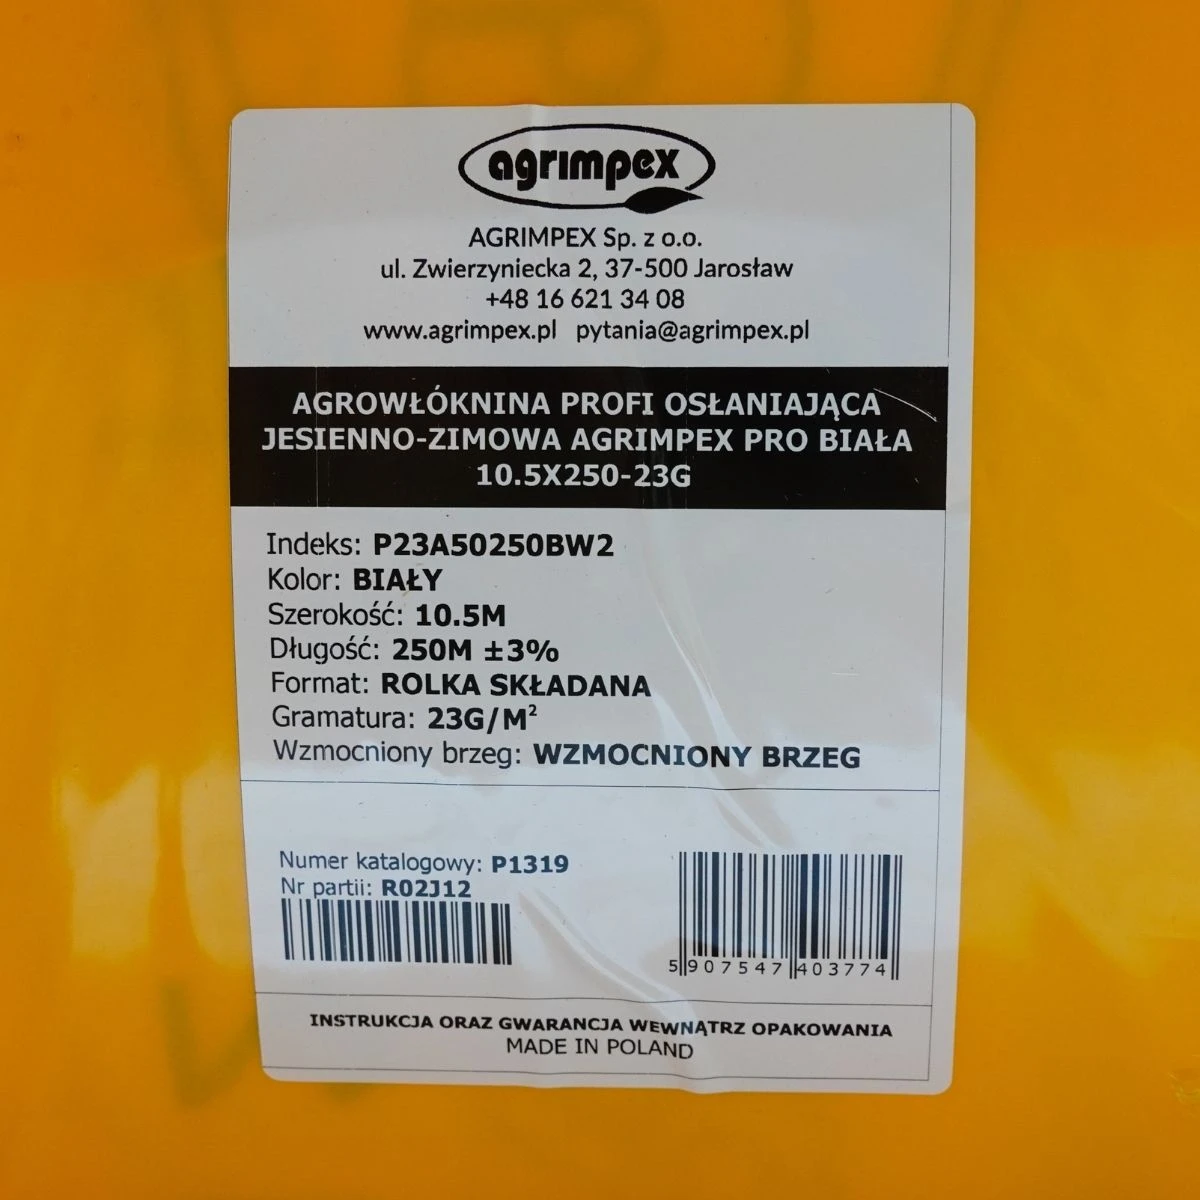 agrimpex
AGRIMPEX Sp. z o.o.
ul. Zwierzyniecka 2, 37-500 Jarosław
+48 16 621 34 08
www.agrimpex.pl pytania@agrimpex.pl
AGROWŁÓKNINA PROFI OSŁANIAJĄCA
JESIENNO-ZIMOWA AGRIMPEX PRO BIAŁA
10.5X250-23G
Indeks: P23A50250BW2
Kolor: BIAŁY
Szerokość: 10.5M
Długość: 250M ±3%
Format: ROLKA SKŁADANA
Gramatura: 23G/M²
Wzmocniony brzeg: WZMOCNIONY BRZEG
Numer katalogowy: P1319
Nr partii: R02J12
5 907547 403774
INSTRUKCJA ORAZ GWARANCJA WEWNĄTRZ OPAKOWANIA
MADE IN POLAND